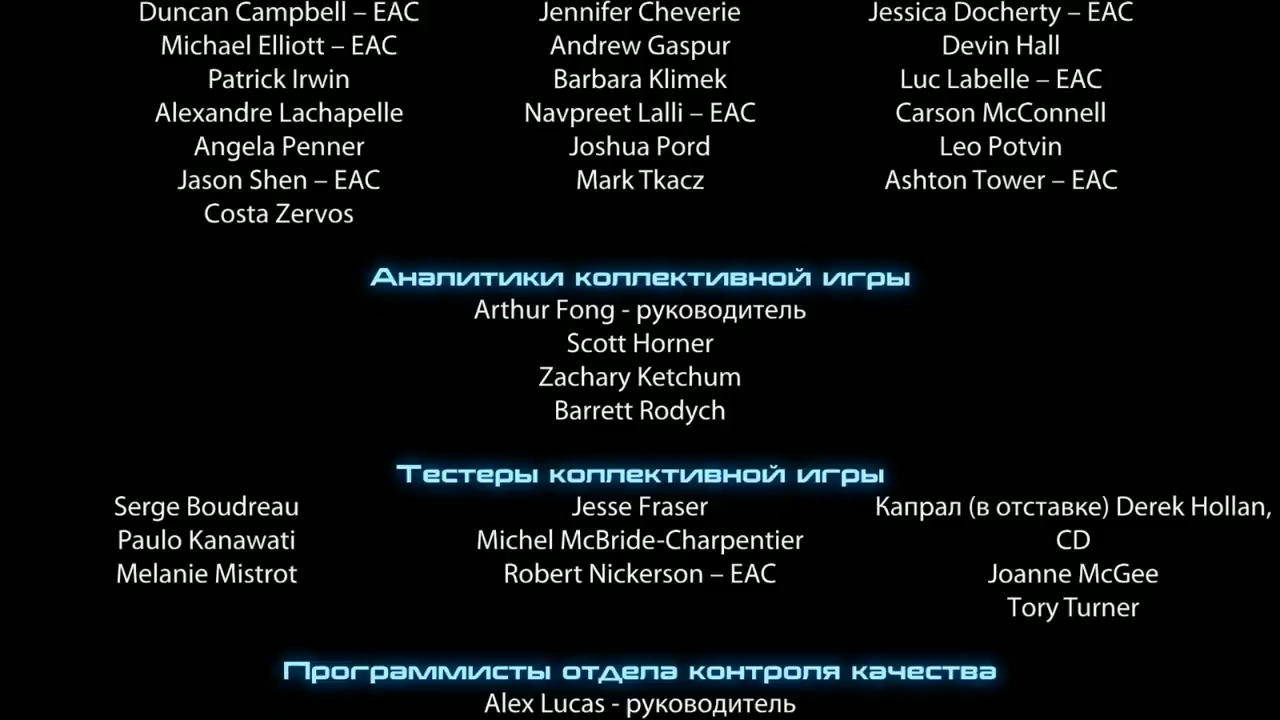 Duncan Campbell – EAC Jennifer Cheverie Jessica Docherty – EAC
Michael Elliott – EAC Andrew Gaspur Devin Hall
Patrick Irwin Barbara Klimek Luc Labelle – EAC
Alexandre Lachapelle Navpreet Lalli – EAC Carson McConnell
Angela Penner Joshua Pord Leo Potvin
Jason Shen – EAC Mark Tkacz Ashton Tower – EAC
Costa Zervos
Аналитики коллективной игры
Arthur Fong - руководитель
Scott Horner
Zachary Ketchum
Barrett Rodych
Тестеры коллективной игры
Serge Boudreau Jesse Fraser Капрал (в отставке) Derek Hollan,
Paulo Kanawati Michel McBride-Charpentier CD
Melanie Mistrot Robert Nickerson – EAC Joanne McGee
Tory Turner
Программисты отдела контроля качества
Alex Lucas - руководитель